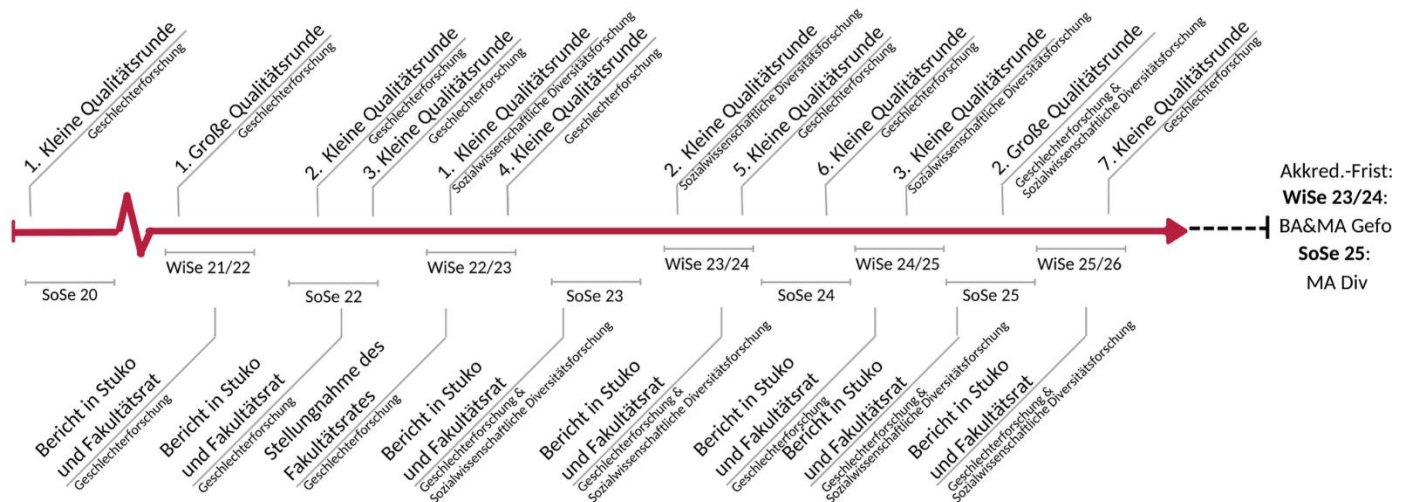 1. Kleine Qualitätsrunde
Geschlechterforschung
1. Große Qualitätsrunde
Geschlechterforschung
2. Kleine Qualitätsrunde
Geschlechterforschung
3. Kleine Qualitätsrunde
Geschlechterforschung
1. Kleine Qualitätsrunde
Sozialwissenschaftliche Diversitätsforschung
4. Kleine Qualitätsrunde
Geschlechterforschung
2. Kleine Qualitätsrunde
Sozialwissenschaftliche Diversitätsforschung
5. Kleine Qualitätsrunde
Geschlechterforschung
6. Kleine Qualitätsrunde
Geschlechterforschung
3. Kleine Qualitätsrunde
Sozialwissenschaftliche Diversitätsforschung
2. Große Qualitätsrunde
Geschlechterforschung &
Sozialwissenschaftliche Diversitätsforschung
7. Kleine Qualitätsrunde
Geschlechterforschung
Akkred.-Frist:
WiSe 23/24:
BA&MA Gefo
SoSe 25:
MA Div
SoSe 20
WiSe 21/22
SoSe 22
WiSe 22/23
SoSe 23
WiSe 23/24
SoSe 24
WiSe 24/25
SoSe 25
WiSe 25/26
Bericht in Stuko
und Fakultätsrat
Geschlechterforschung
Bericht in Stuko
und Fakultätsrat
Geschlechterforschung
Stellungnahme des
Fakultätsrates
Geschlechterforschung
Bericht in Stuko
und Fakultätsrat
Geschlechterforschung &
Sozialwissenschaftliche Diversitätsforschung
Bericht in Stuko
und Fakultätsrat
Geschlechterforschung &
Sozialwissenschaftliche Diversitätsforschung
Bericht in Stuko
und Fakultätsrat
Geschlechterforschung
Bericht in Stuko
und Fakultätsrat
Geschlechterforschung &
Sozialwissenschaftliche Diversitätsforschung
Bericht in Stuko
und Fakultätsrat
Geschlechterforschung &
Sozialwissenschaftliche Diversitätsforschung